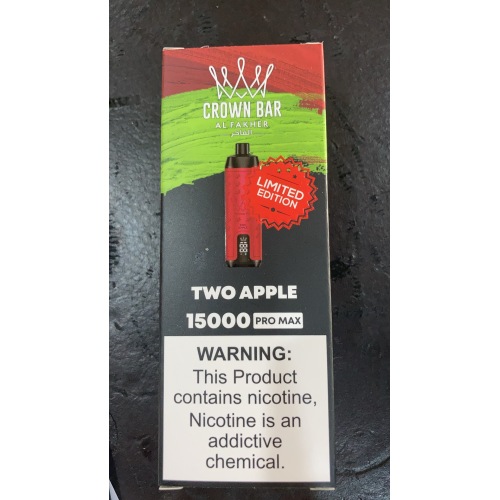 CROWN BAR
AL FAKHER
الفاخر
LIMITED
EDITION
TWO APPLE
15000 PRO MAX
WARNING:
This Product
contains nicotine,
Nicotine is an
addictive
chemical.